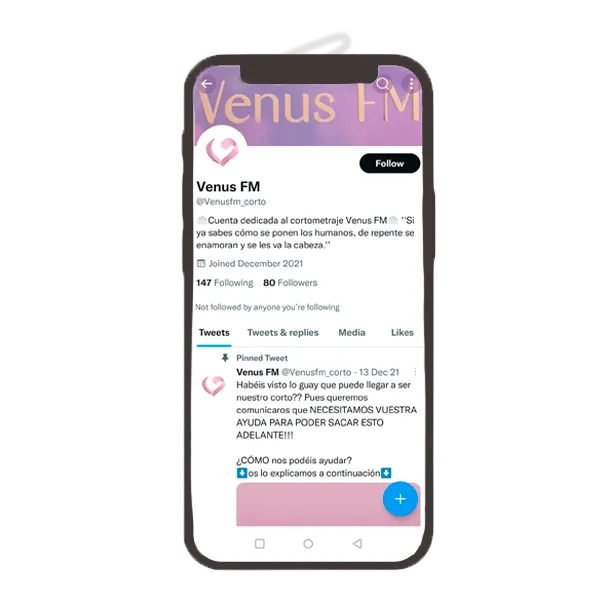 Venus FM
Follow
Venus FM
@Venusfm_corto
Cuenta dedicada al cortometraje Venus FM ''Si
ya sabes cómo se ponen los humanos, de repente se
enamoran y se les va la cabeza.''
Joined December 2021
147 Following 80 Followers
Not followed by anyone you're following
Tweets Tweets & replies Media Likes
Pinned Tweet
Venus FM @Venusfm_corto · 13 Dec 21
Habéis visto lo guay que puede llegar a ser
nuestro corto?? Pues queremos
comunicaros que NECESITAMOS VUESTRA
AYUDA PARA PODER SACAR ESTO
ADELANTE!!!
¿CÓMO nos podéis ayudar?
⬇️os lo explicamos a continuación⬇️